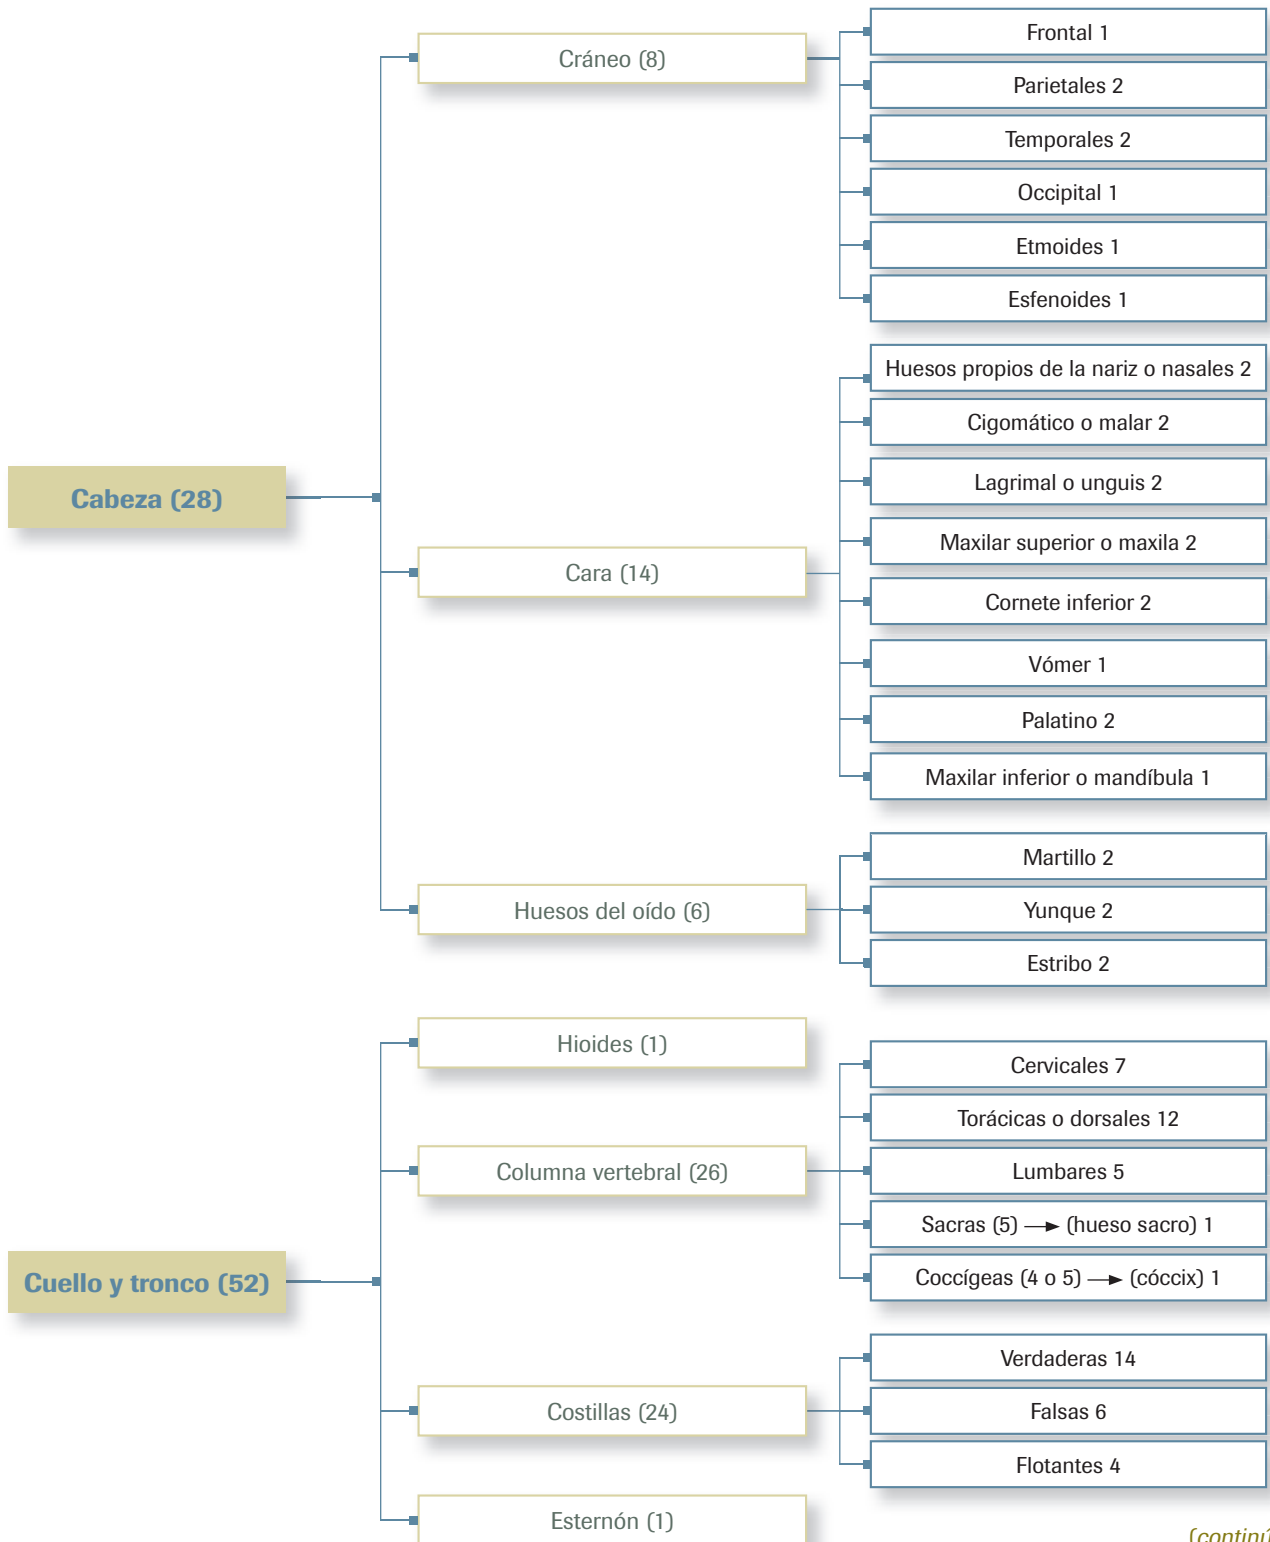 Cabeza (28)
Cráneo (8)
Frontal 1
Parietales 2
Temporales 2
Occipital 1
Etmoides 1
Esfenoides 1
Cara (14)
Huesos propios de la nariz o nasales 2
Cigomático o malar 2
Lagrimal o unguis 2
Maxilar superior o maxila 2
Cornete inferior 2
Vómer 1
Palatino 2
Maxilar inferior o mandíbula 1
Huesos del oído (6)
Martillo 2
Yunque 2
Estribo 2
Cuello y tronco (52)
Hioides (1)
Columna vertebral (26)
Cervicales 7
Torácicas o dorsales 12
Lumbares 5
Sacras (5) → (hueso sacro) 1
Coccígeas (4 o 5) → (cóccix) 1
Costillas (24)
Verdaderas 14
Falsas 6
Flotantes 4
Esternón (1)
(continú